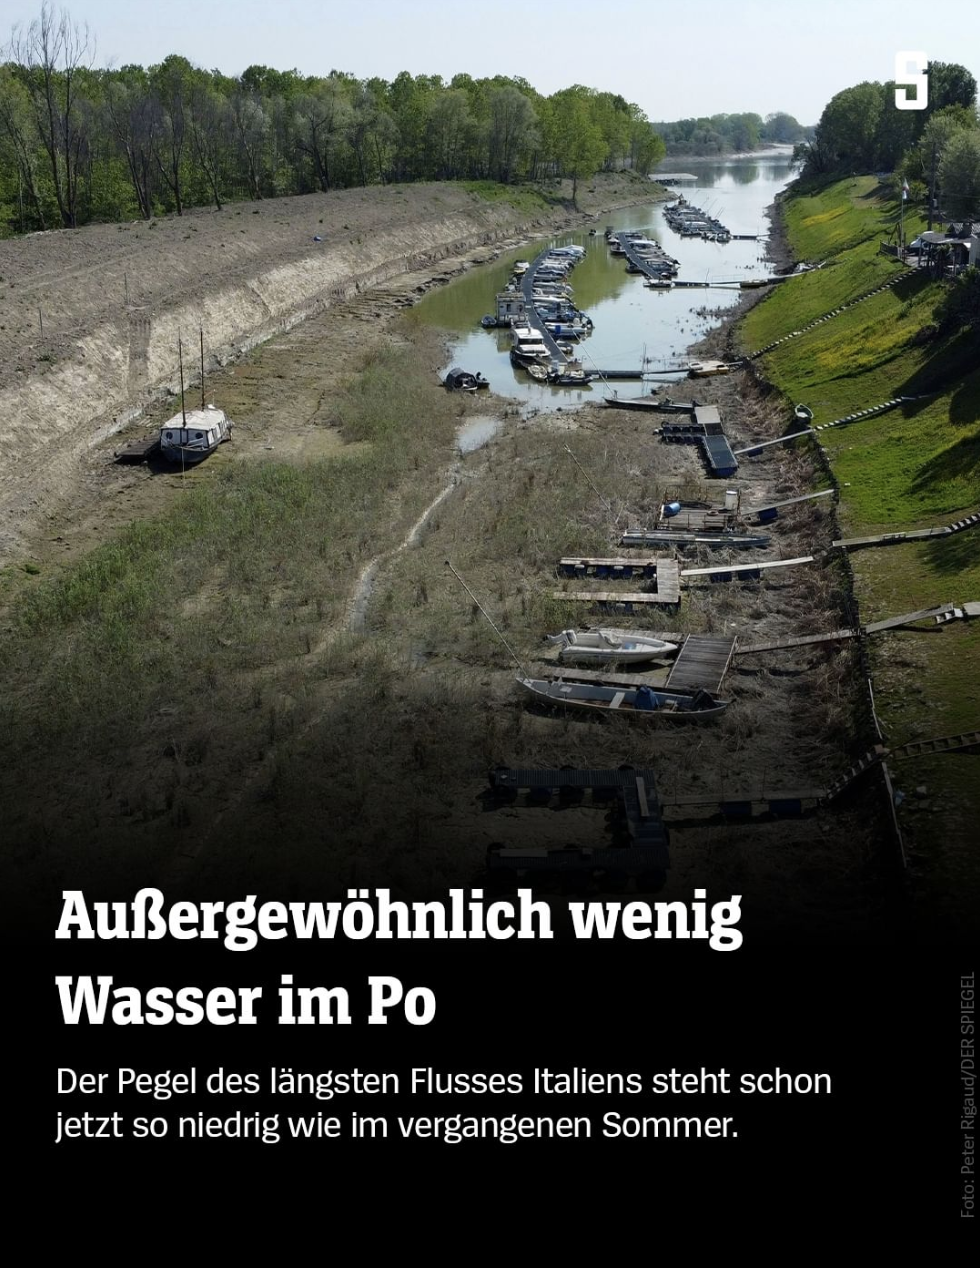 S
Außergewöhnlich wenig
Wasser im Po
Der Pegel des längsten Flusses Italiens steht schon
jetzt so niedrig wie im vergangenen Sommer.
Foto: Peter Rigaud/DER SPIEGEL